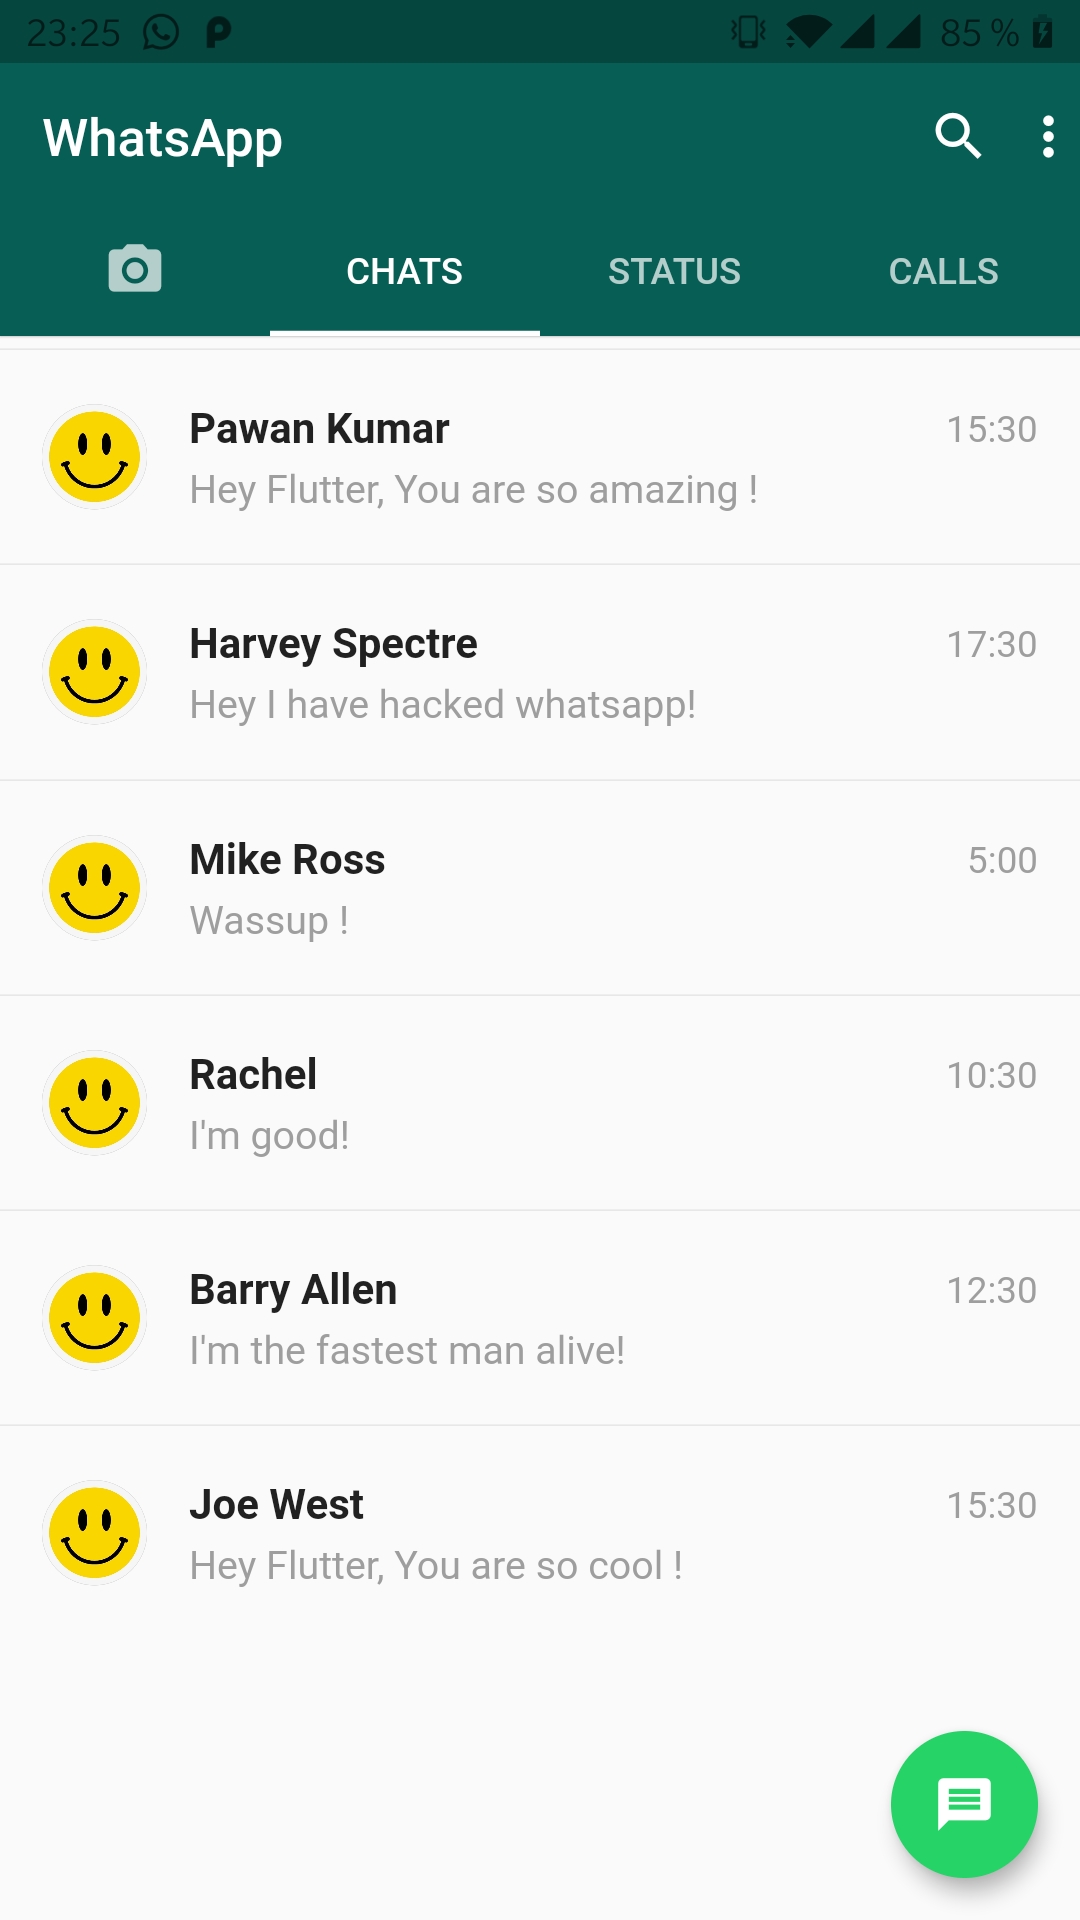 23:25 85 %
WhatsApp
CHATS STATUS CALLS
Pawan Kumar 15:30
Hey Flutter, You are so amazing !
Harvey Spectre 17:30
Hey I have hacked whatsapp!
Mike Ross 5:00
Wassup !
Rachel 10:30
I'm good!
Barry Allen 12:30
I'm the fastest man alive!
Joe West 15:30
Hey Flutter, You are so cool !